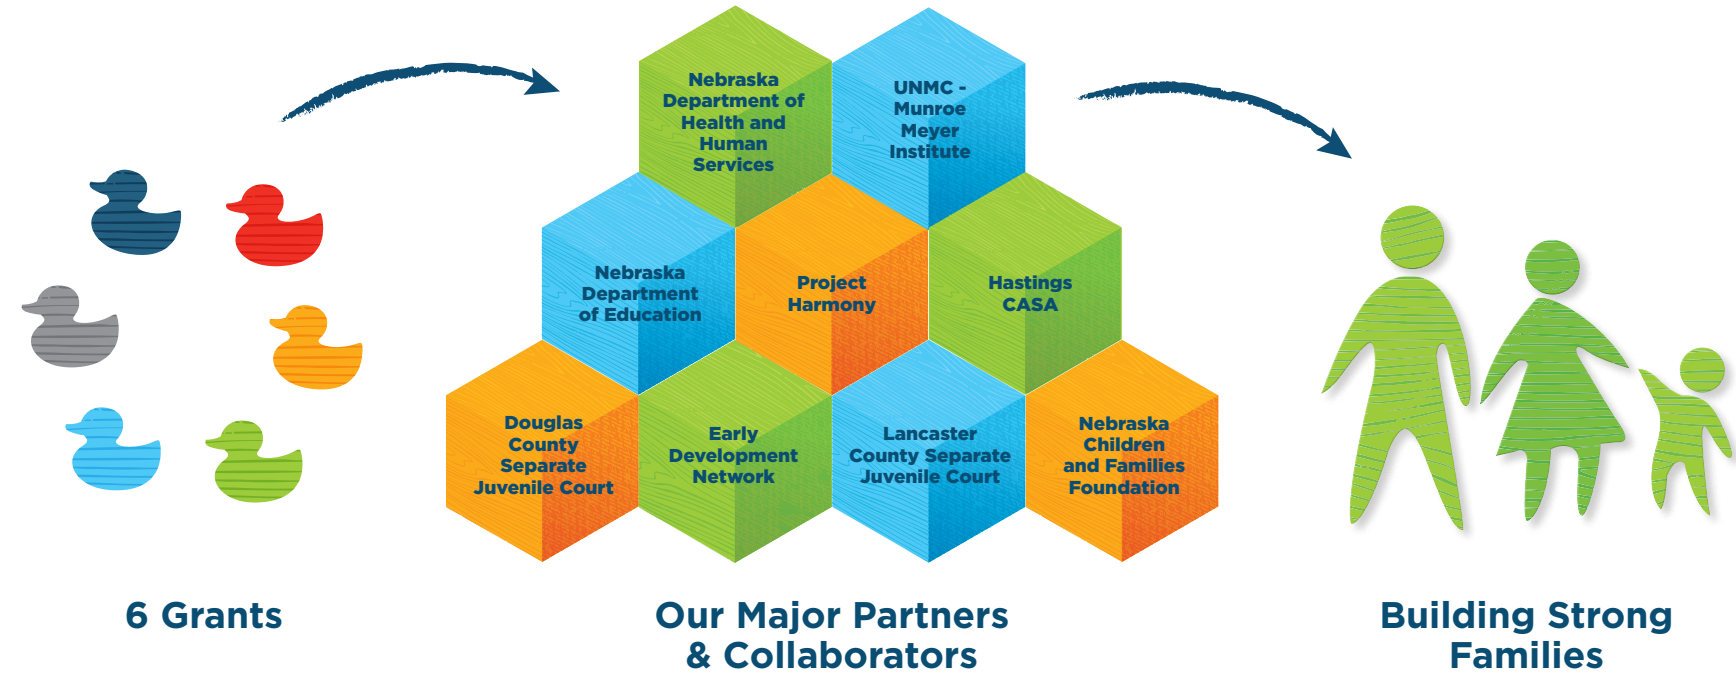 Nebraska
Department of
Health and
Human
Services
UNMC -
Munroe
Meyer
Institute
Nebraska
Department
of Education
Project
Harmony
Hastings
CASA
Douglas
County
Separate
Juvenile Court
Early
Development
Network
Lancaster
County Separate
Juvenile Court
Nebraska
Children
and Families
Foundation
6 Grants
Our Major Partners
& Collaborators
Building Strong
Families